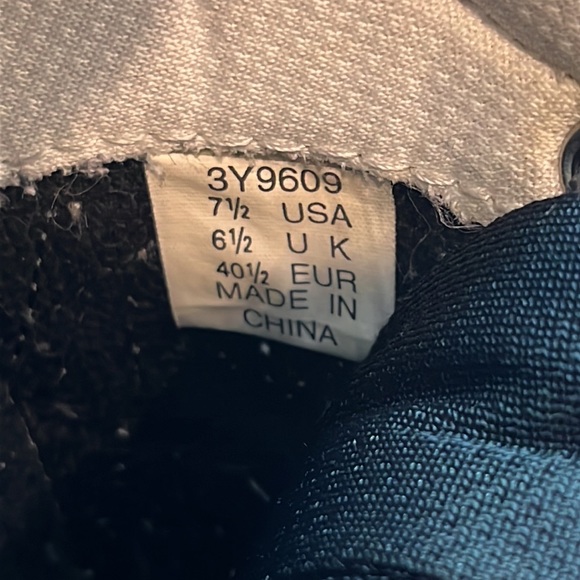 3Y9609
7½ USA
6½ U K
40½ EUR
MADE IN
CHINA